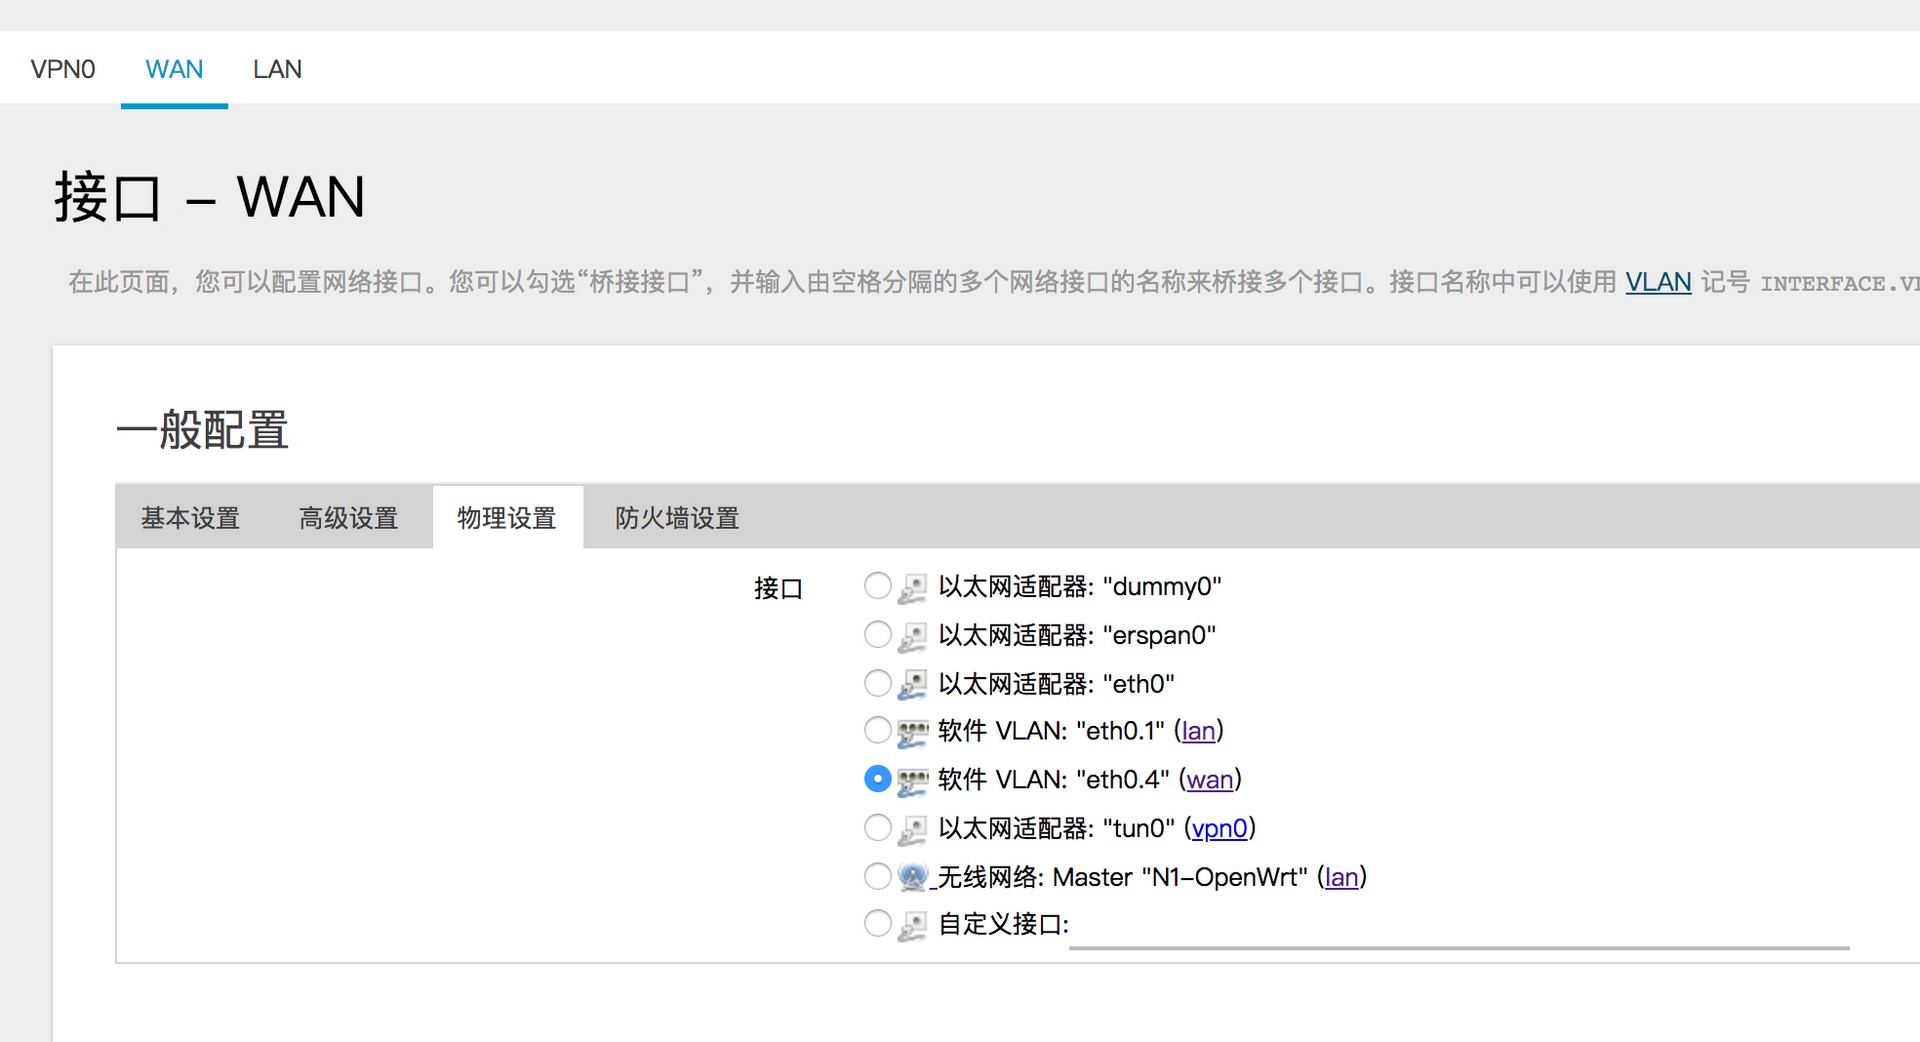 VPN0 WAN LAN
接口 – WAN
在此页面，您可以配置网络接口。您可以勾选“桥接接口”，并输入由空格分隔的多个网络接口的名称来桥接多个接口。接口名称中可以使用 VLAN 记号 INTERFACE.
一般配置
基本设置 高级设置 物理设置 防火墙设置
接口
以太网适配器: "dummy0"
以太网适配器: "erspan0"
以太网适配器: "eth0"
软件 VLAN: "eth0.1" (lan)
软件 VLAN: "eth0.4" (wan)
以太网适配器: "tun0" (vpn0)
无线网络: Master "N1-OpenWrt" (lan)
自定义接口: